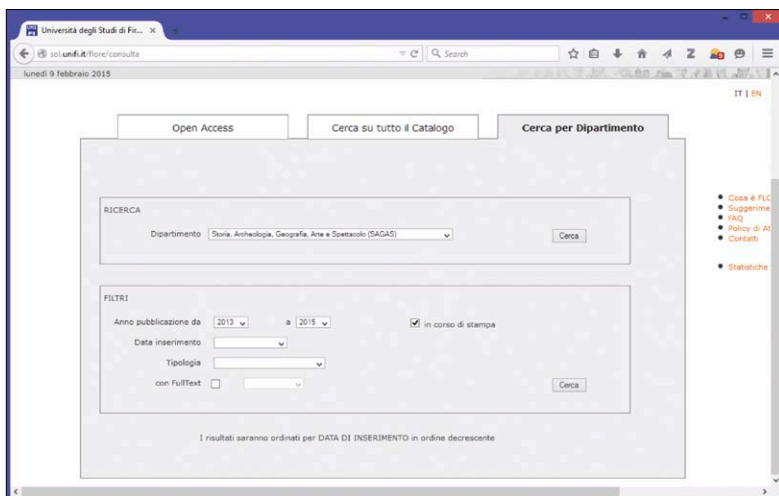 Università degli Studi di Fir... ×
sol.unifi.it/flore/consulta
Search
lunedì 9 febbraio 2015
IT | EN
Open Access
Cerca su tutto il Catalogo
Cerca per Dipartimento
RICERCA
Dipartimento Storia, Archeologia, Geografia, Arte e Spettacolo (SAGAS)
Cerca
Cosa è FLO
Suggerime
FAQ
Policy di At
Contatti
Statistiche
FILTRI
Anno pubblicazione da 2013 a 2015 in corso di stampa
Data inserimento
Tipologia
con FullText
Cerca
I risultati saranno ordinati per DATA DI INSERIMENTO in ordine decrescente